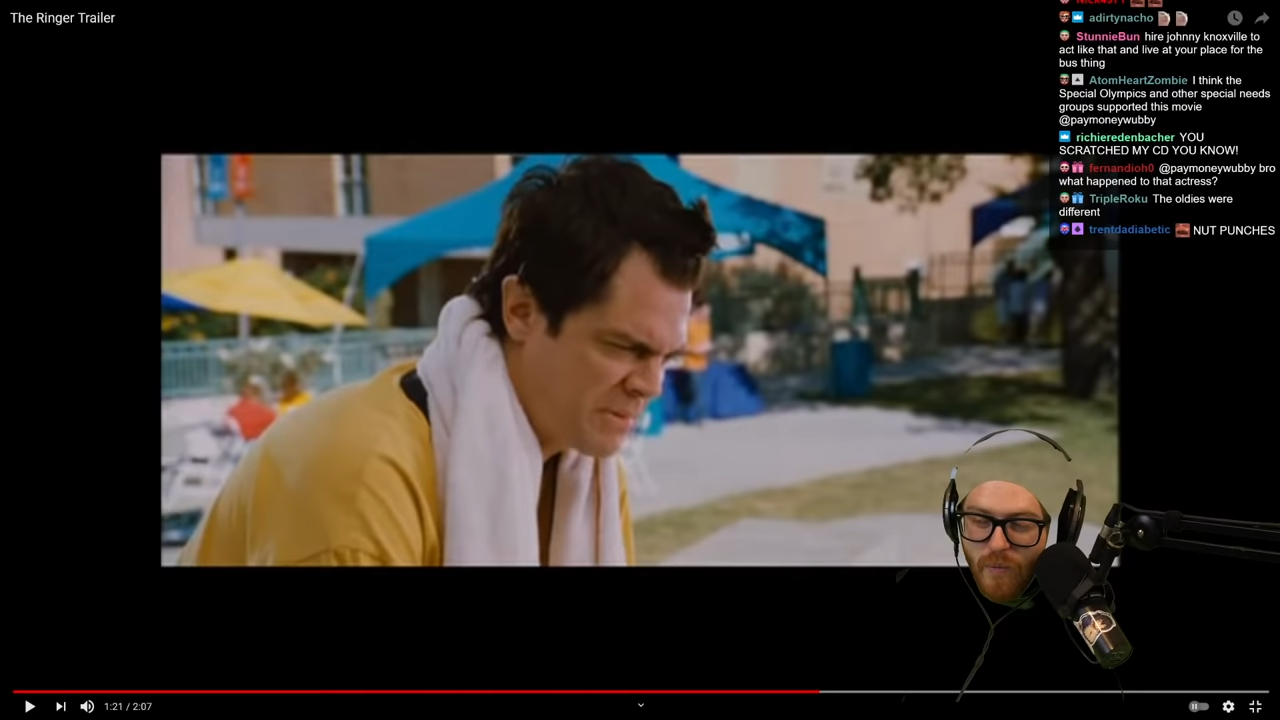 The Ringer Trailer
adirtynacho
StunnieBun hire johnny knoxville to
act like that and live at your place for the
bus thing
AtomHeartZombie I think the
Special Olympics and other special needs
groups supported this movie
@paymoneywubby
richieredenbacher YOU
SCRATCHED MY CD YOU KNOW!
fernandioh0 @paymoneywubby bro
what happened to that actress?
TripleRoku The oldies were
different
trentdadiabetic NUT PUNCHES
1:21 / 2:07